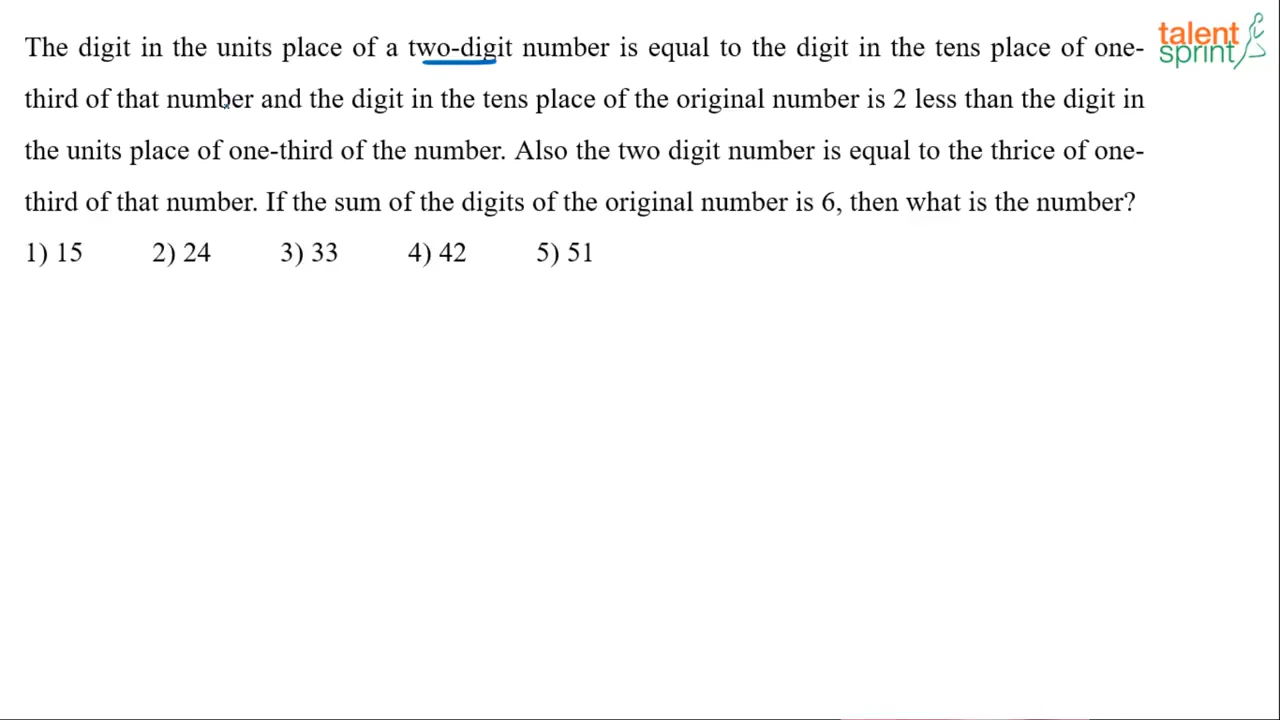 talent
sprint
The digit in the units place of a two-digit number is equal to the digit in the tens place of one-
third of that number and the digit in the tens place of the original number is 2 less than the digit in
the units place of one-third of the number. Also the two digit number is equal to the thrice of one-
third of that number. If the sum of the digits of the original number is 6, then what is the number?
1) 15 2) 24 3) 33 4) 42 5) 51